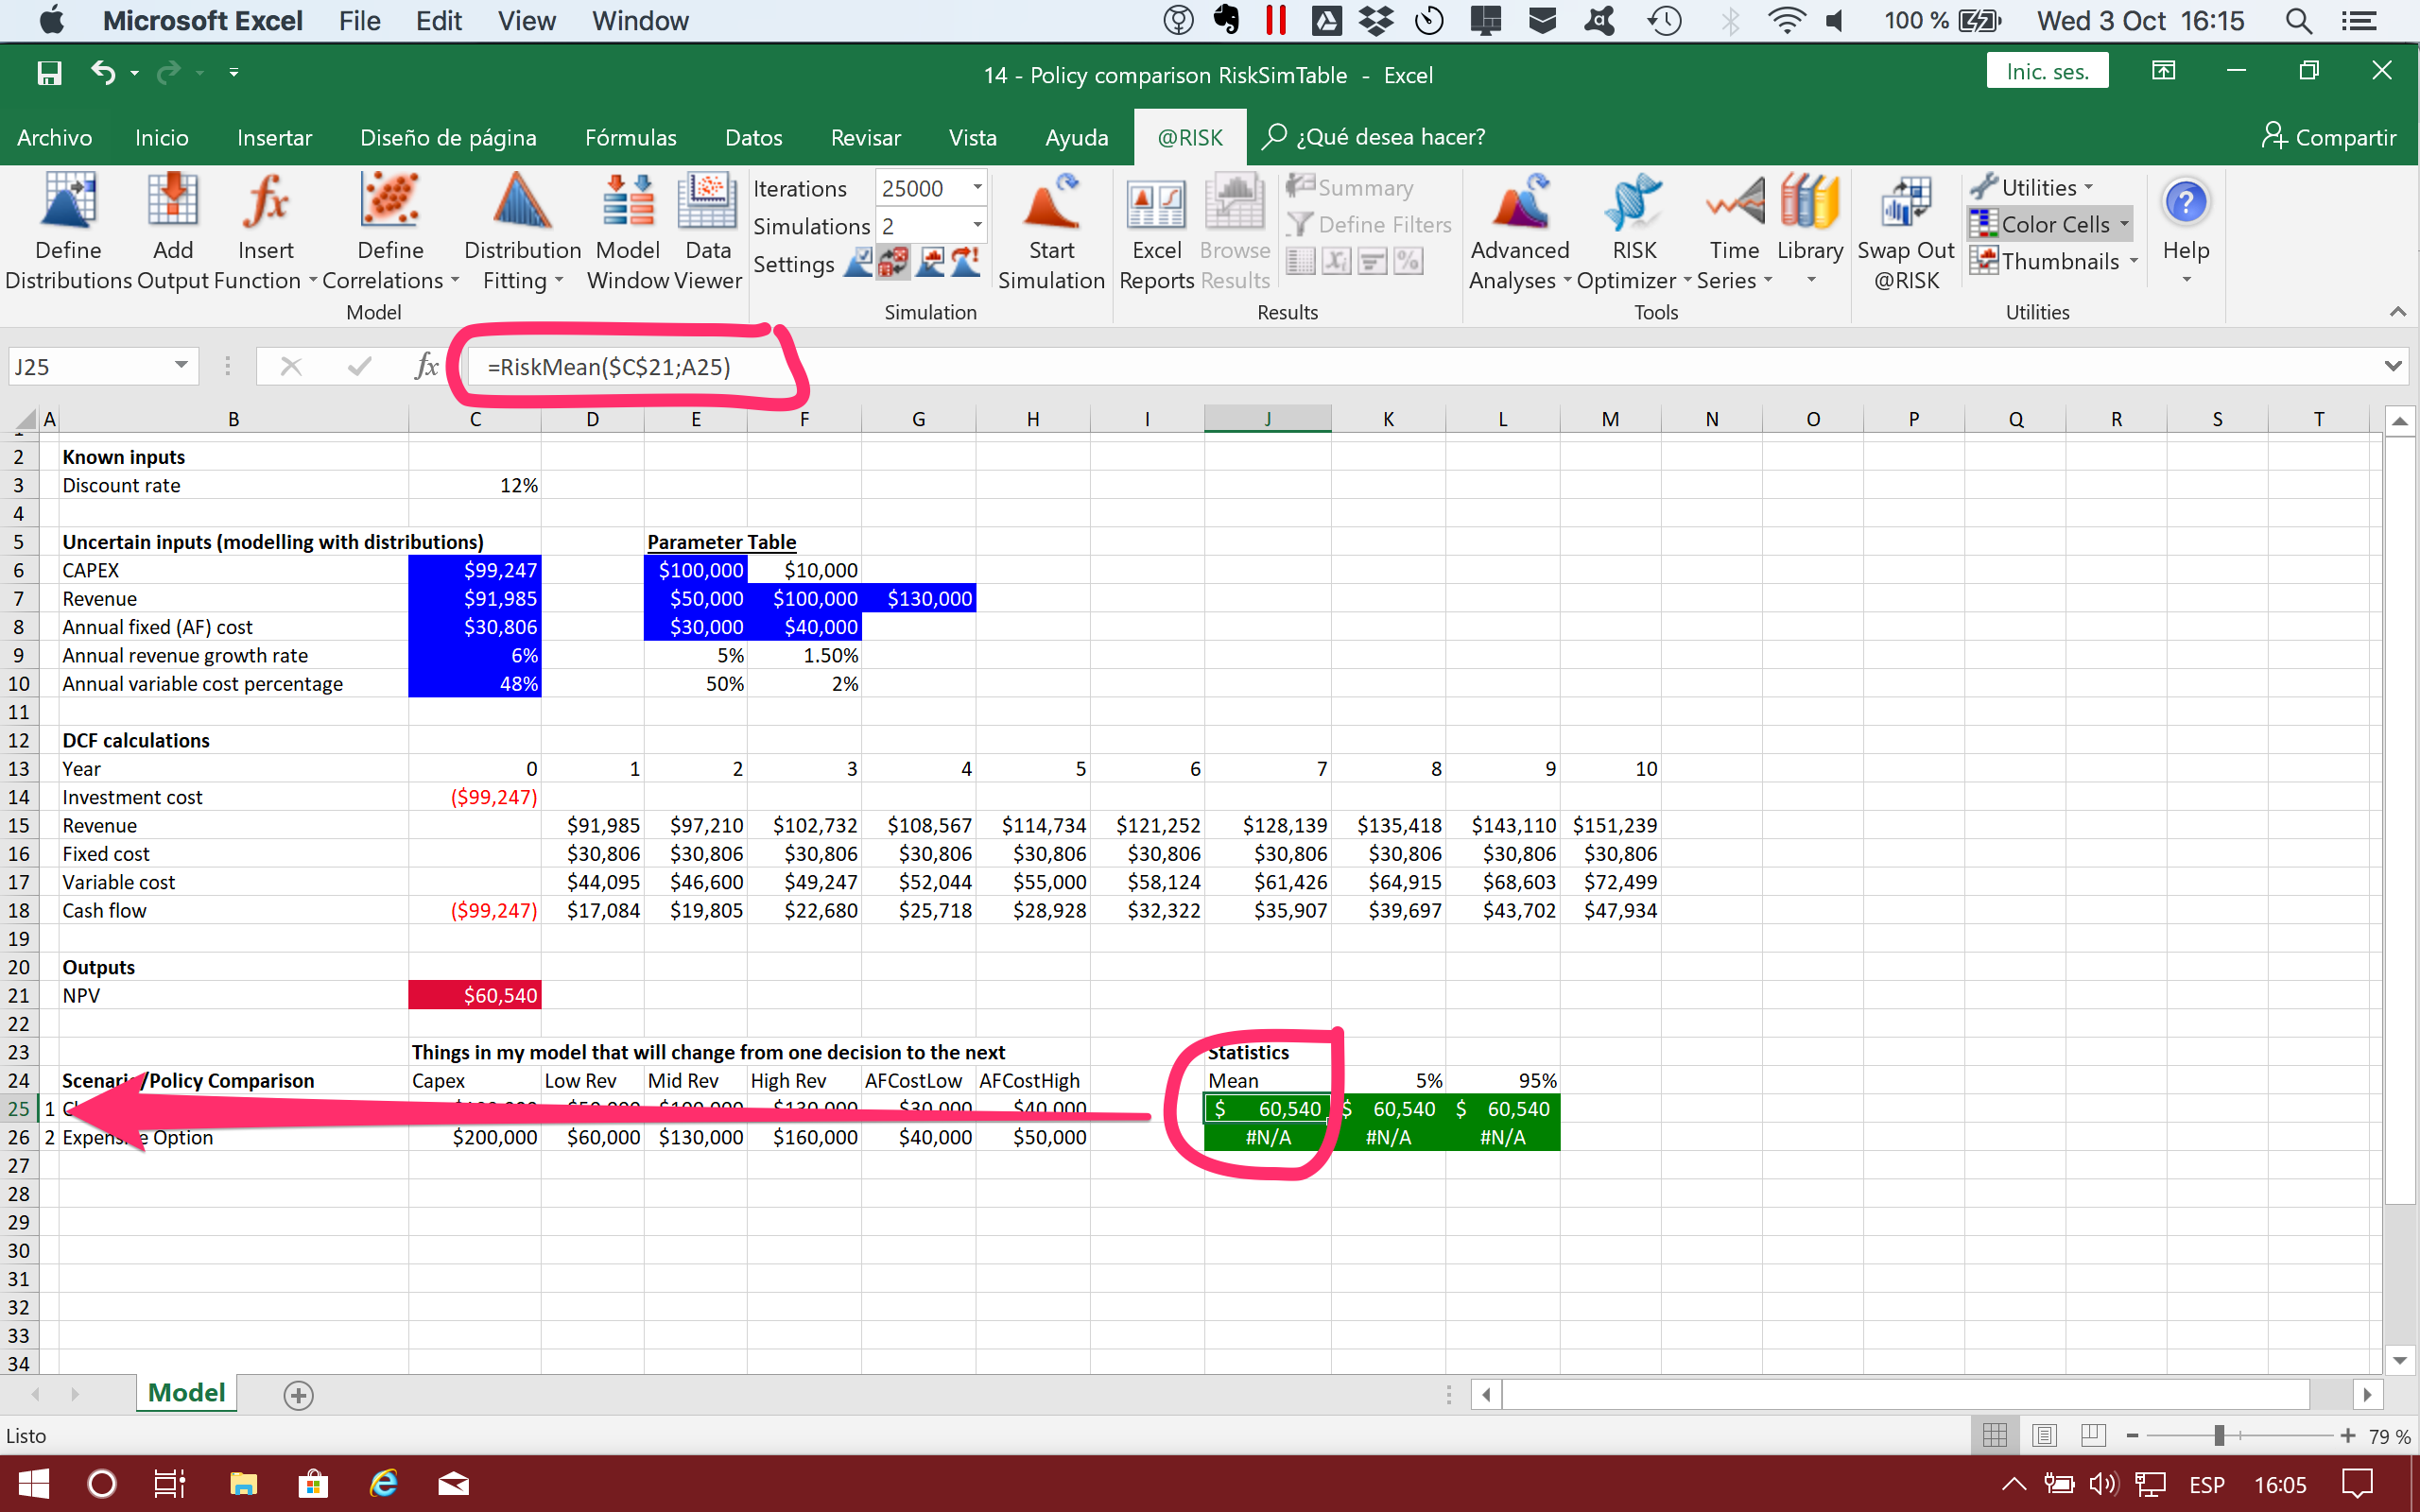 Microsoft Excel File Edit View Window 100 % Wed 3 Oct 16:15
14 - Policy comparison RiskSimTable - Excel Inic. ses.
Archivo Inicio Insertar Diseño de página Fórmulas Datos Revisar Vista Ayuda @RISK ¿Qué desea hacer? Compartir
Define Distributions
Add Output
Insert Function
Define Correlations
Distribution Fitting
Model Window
Data Viewer
Model
Iterations 25000
Simulations 2
Settings
Start Simulation
Simulation
Excel Reports
Browse Results
Summary
Define Filters
Results
Advanced Analyses
RISK Optimizer
Time Series
Library
Tools
Swap Out @RISK
Utilities
Color Cells
Thumbnails
Help
Utilities
J25 fx =RiskMean($C$21;A25)
A B C D E F G H I J K L M N O P Q R S T
2 Known inputs
3 Discount rate 12%
4
5 Uncertain inputs (modelling with distributions) Parameter Table
6 CAPEX $99,247 $100,000 $10,000
7 Revenue $91,985 $50,000 $100,000 $130,000
8 Annual fixed (AF) cost $30,806 $30,000 $40,000
9 Annual revenue growth rate 6% 5% 1.50%
10 Annual variable cost percentage 48% 50% 2%
11
12 DCF calculations
13 Year 0 1 2 3 4 5 6 7 8 9 10
14 Investment cost ($99,247)
15 Revenue $91,985 $97,210 $102,732 $108,567 $114,734 $121,252 $128,139 $135,418 $143,110 $151,239
16 Fixed cost $30,806 $30,806 $30,806 $30,806 $30,806 $30,806 $30,806 $30,806 $30,806 $30,806
17 Variable cost $44,095 $46,600 $49,247 $52,044 $55,000 $58,124 $61,426 $64,915 $68,603 $72,499
18 Cash flow ($99,247) $17,084 $19,805 $22,680 $25,718 $28,928 $32,322 $35,907 $39,697 $43,702 $47,934
19
20 Outputs
21 NPV $60,540
22
23 Things in my model that will change from one decision to the next Statistics
24 Scenario/Policy Comparison Capex Low Rev Mid Rev High Rev AFCostLow AFCostHigh Mean 5% 95%
25 1 $30,000 $40,000 $ 60,540 $ 60,540 $ 60,540
26 2 Expensive Option $200,000 $60,000 $130,000 $160,000 $40,000 $50,000 #N/A #N/A #N/A
27
28
29
30
31
32
33
34
Model
Listo 79 %
ESP 16:05